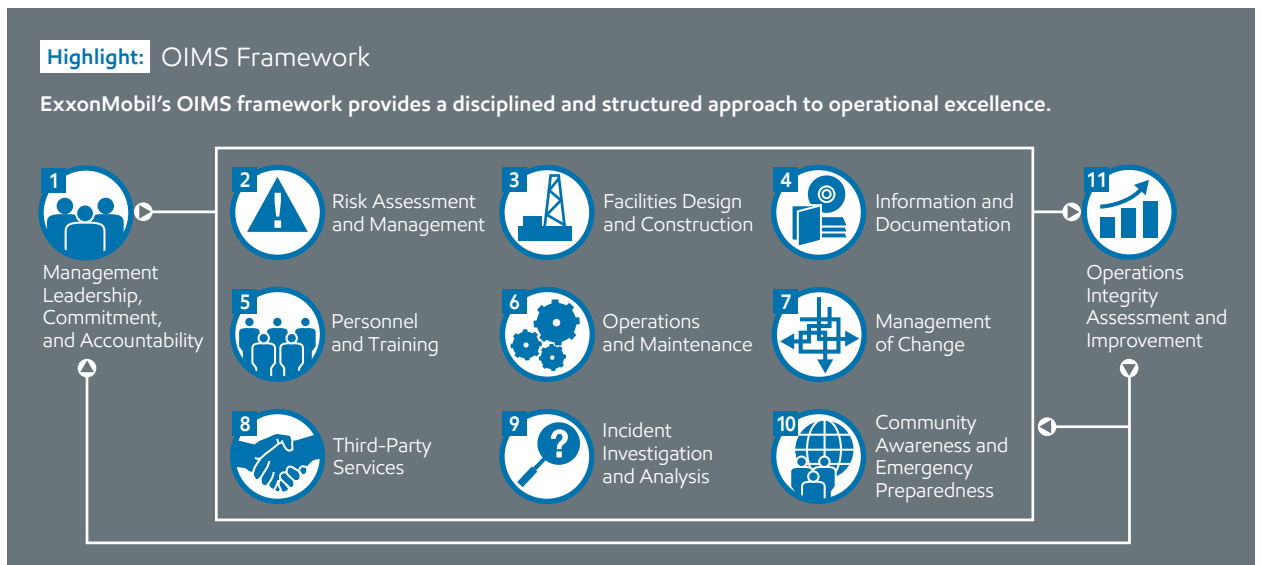 Highlight: OIMS Framework
ExxonMobil's OIMS framework provides a disciplined and structured approach to operational excellence.
1
Management
Leadership,
Commitment,
and Accountability
2
Risk Assessment
and Management
3
Facilities Design
and Construction
4
Information and
Documentation
5
Personnel
and Training
6
Operations
and Maintenance
7
Management
of Change
8
Third-Party
Services
9
?
Incident
Investigation
and Analysis
10
Community
Awareness and
Emergency
Preparedness
11
Operations
Integrity
Assessment and
Improvement